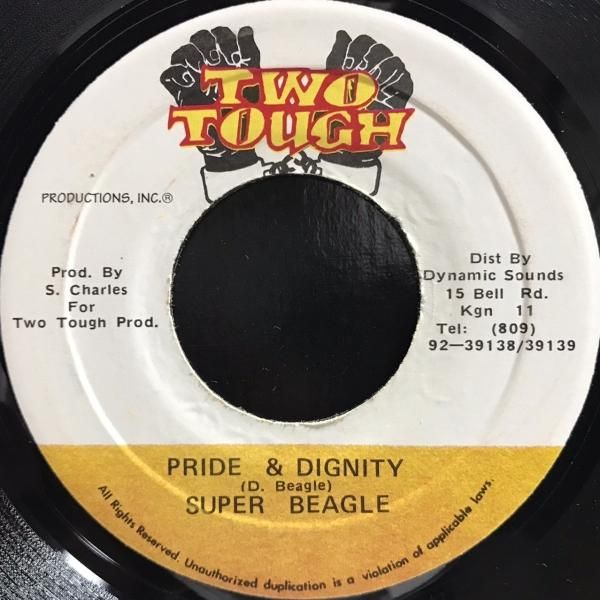 TWO
TOUGH
PRODUCTIONS, INC.®
Prod. By
S. Charles
For
Two Tough Prod.
Dist By
Dynamic Sounds
15 Bell Rd.
Kgn 11
Tel: (809)
92—39138/39139
PRIDE & DIGNITY
(D. Beagle)
SUPER BEAGLE
All Rights Reserved. Unauthorized duplication is a violation of applicable laws.